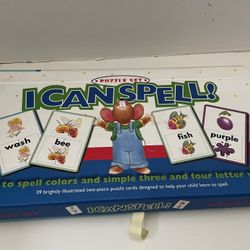 PUZZLE SET
I CAN SPELL!
wash
bee
fish
purple
to spell colors and simple three and four letter w
39 brightly illustrated two-piece puzzle cards designed to help your child learn to spell.
I CAN SPELL!